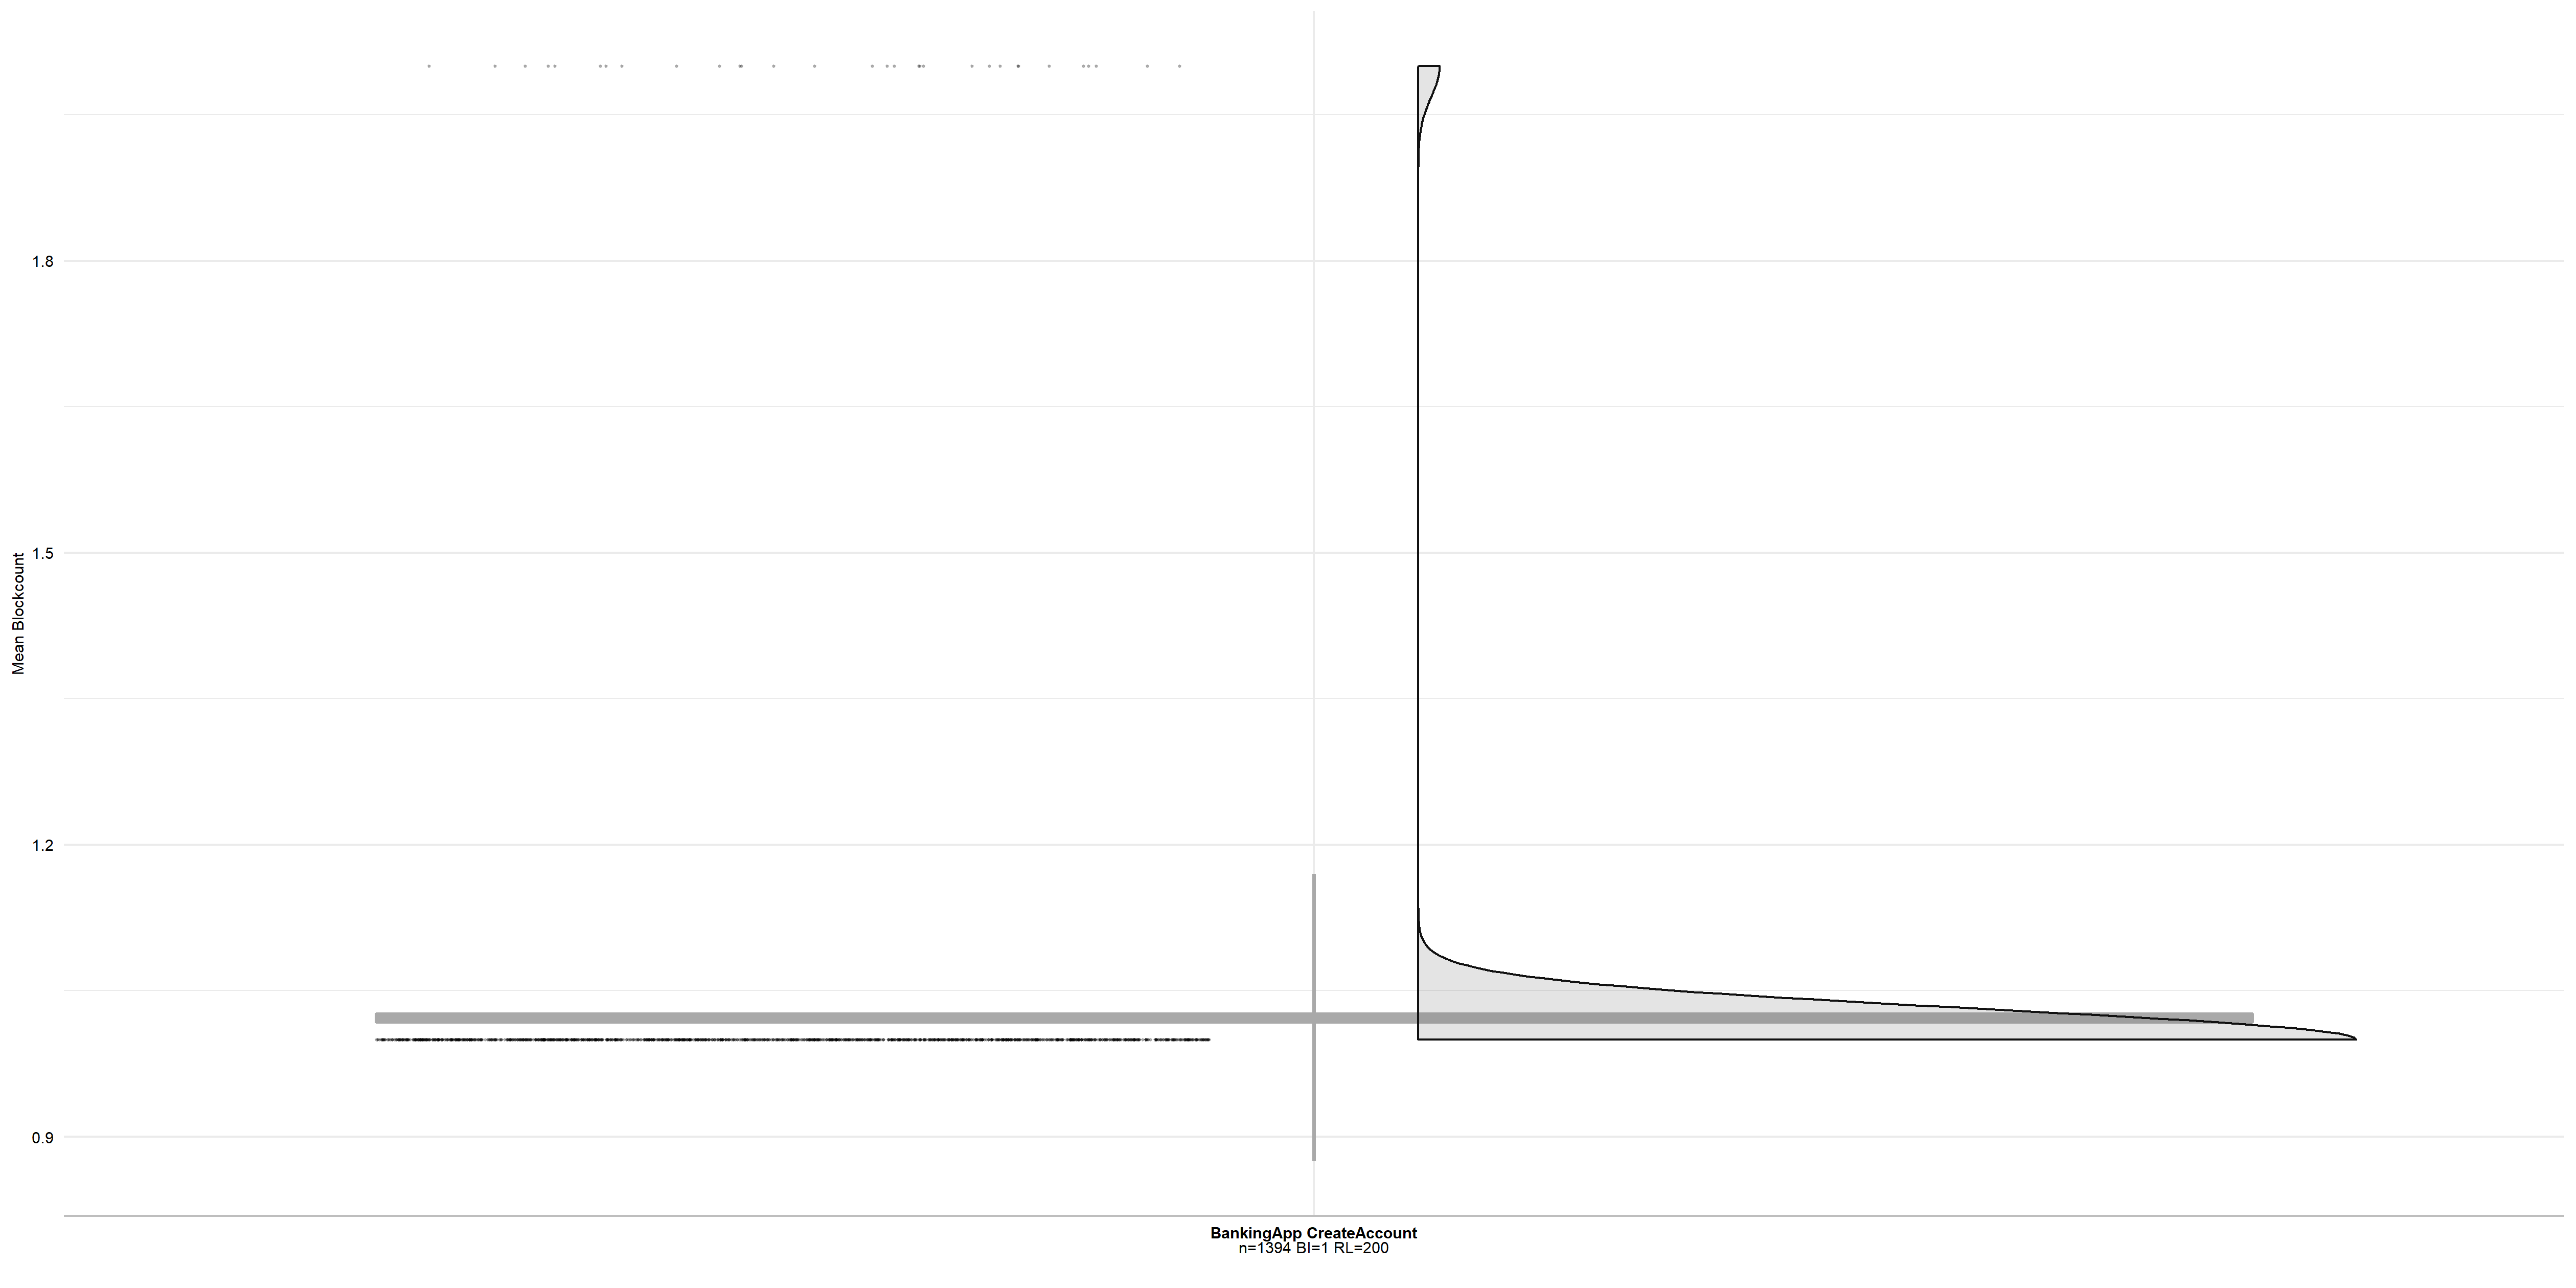 1.8
1.5
1.2
0.9
Mean Blockcount
BankingApp CreateAccount
n=1394 BI=1 RL=200